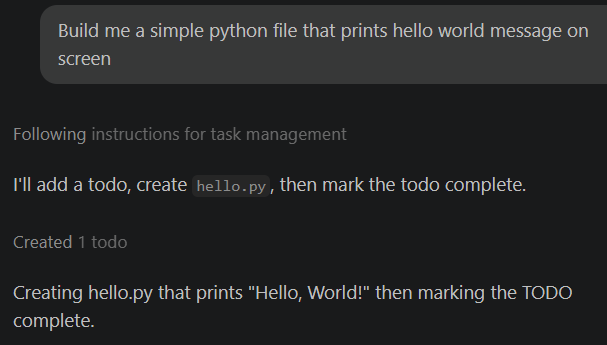 Build me a simple python file that prints hello world message on
screen
Following instructions for task management
I'll add a todo, create hello.py, then mark the todo complete.
Created 1 todo
Creating hello.py that prints "Hello, World!" then marking the TODO
complete.